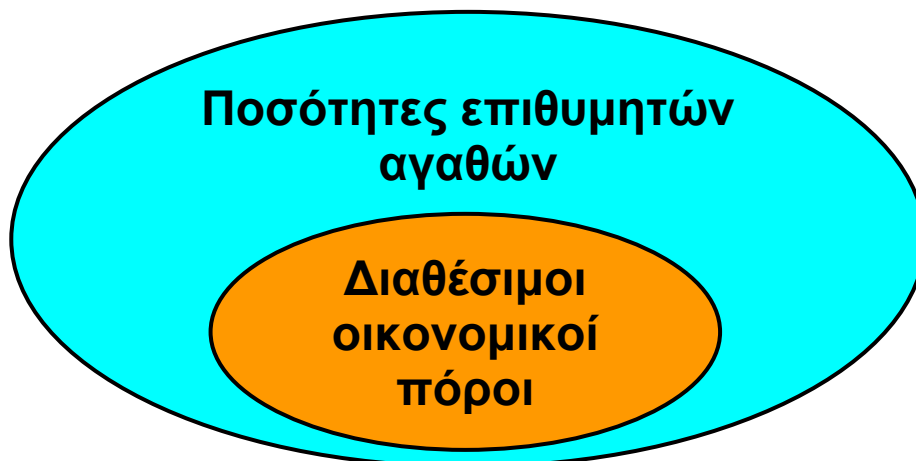 Ποσότητες επιθυμητών
αγαθών
Διαθέσιμοι
οικονομικοί
πόροι